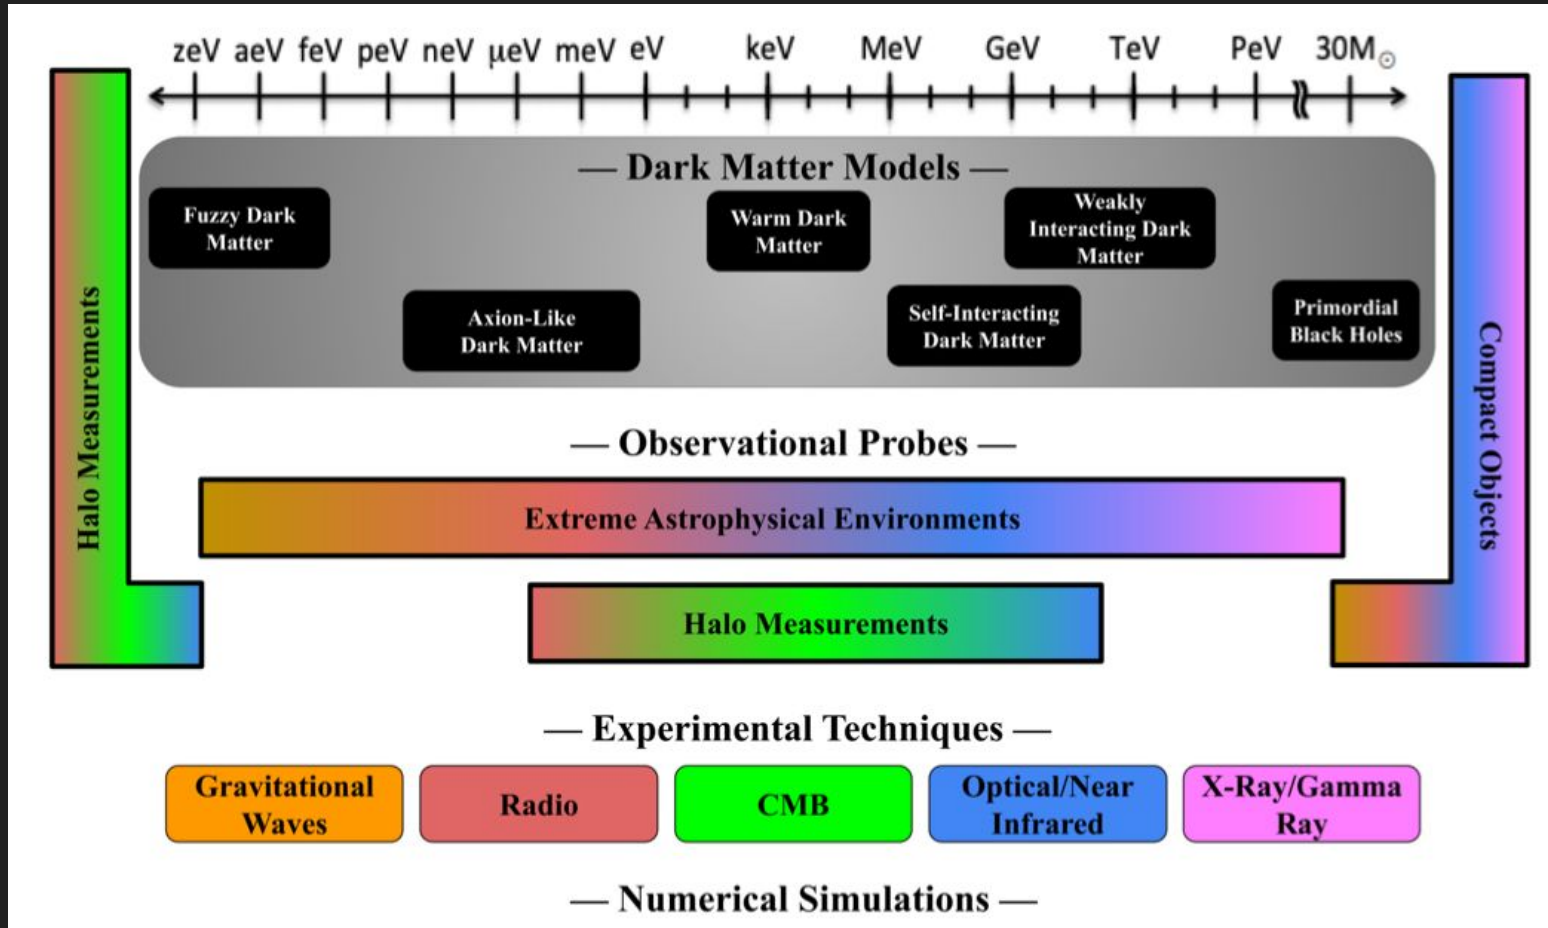 zeV aeV feV peV neV μeV meV eV keV MeV GeV TeV PeV 30M⊙
— Dark Matter Models —
Fuzzy Dark
Matter
Warm Dark
Matter
Weakly
Interacting Dark
Matter
Axion-Like
Dark Matter
Self-Interacting
Dark Matter
Primordial
Black Holes
Halo Measurements
Compact Objects
— Observational Probes —
Extreme Astrophysical Environments
Halo Measurements
— Experimental Techniques —
Gravitational
Waves
Radio
CMB
Optical/Near
Infrared
X-Ray/Gamma
Ray
— Numerical Simulations —